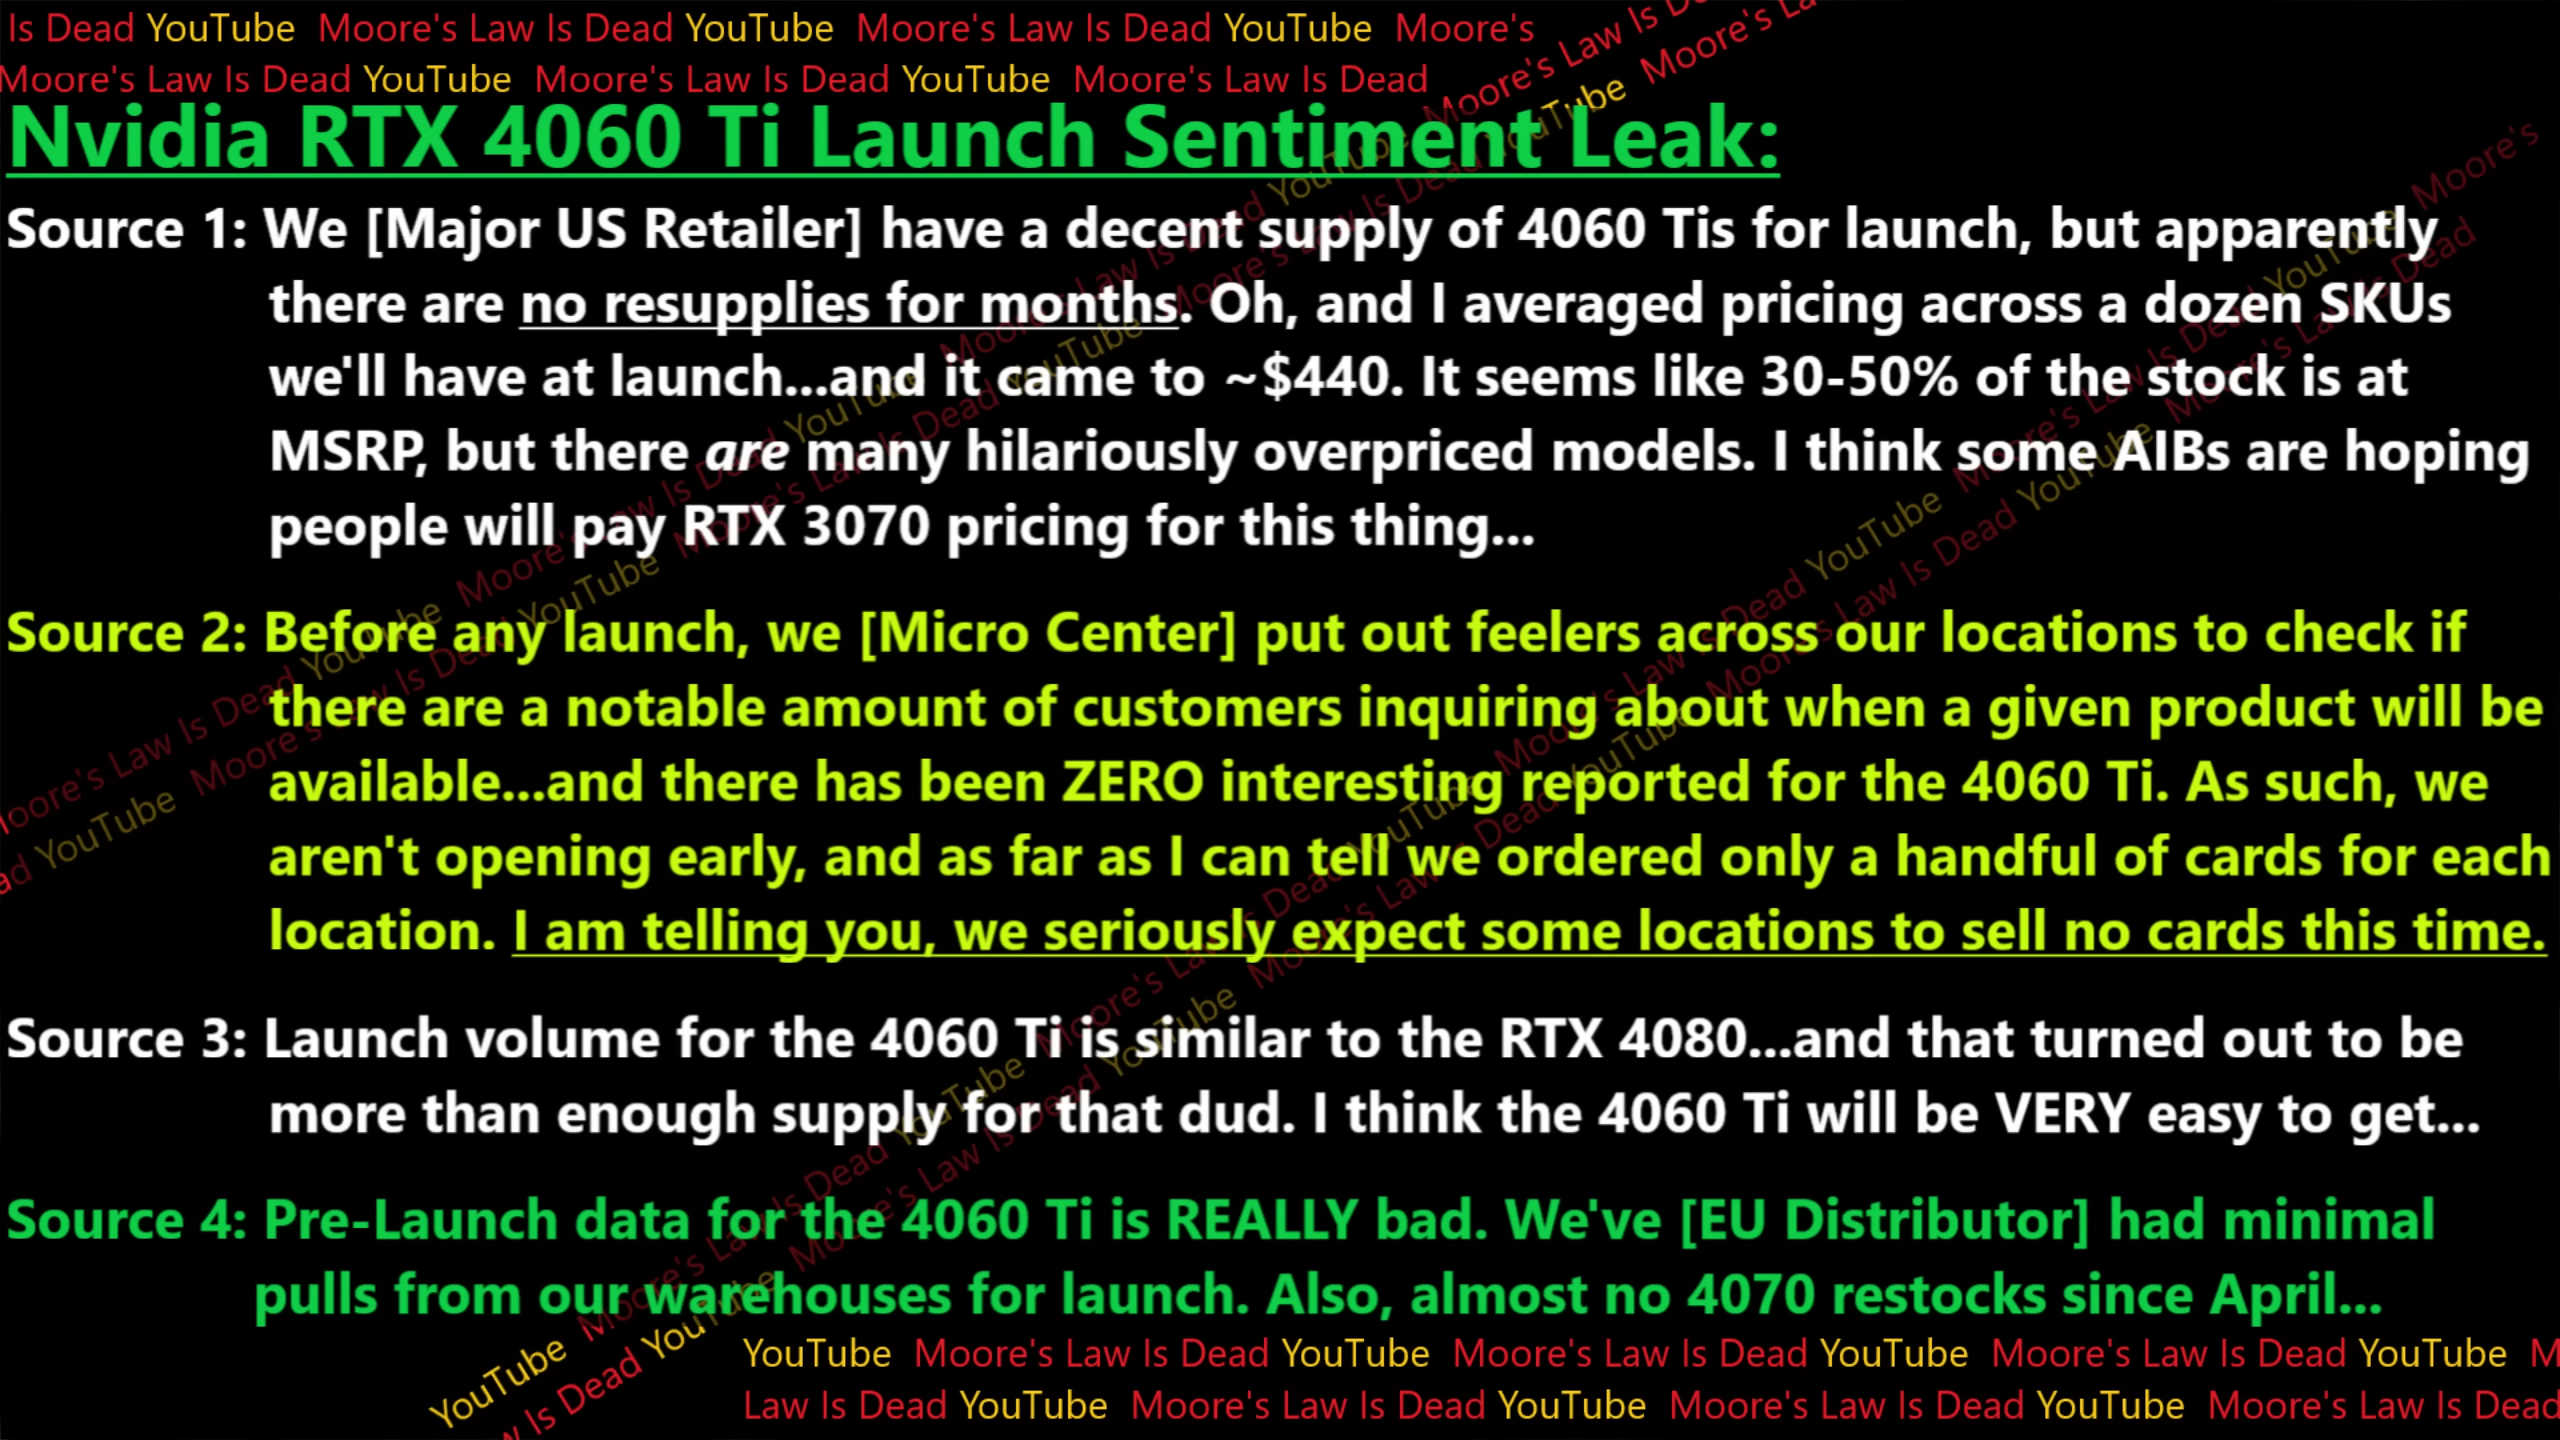 Is Dead YouTube Moore's Law Is Dead YouTube Moore's Law Is Dead YouTube Moore's
Moore's Law Is Dead YouTube Moore's Law Is Dead YouTube Moore's Law Is Dead
Nvidia RTX 4060 Ti Launch Sentiment Leak:
Source 1: We [Major US Retailer] have a decent supply of 4060 Tis for launch, but apparently
there are no resupplies for months. Oh, and I averaged pricing across a dozen SKUs
we'll have at launch...and it came to ~$440. It seems like 30-50% of the stock is at
MSRP, but there are many hilariously overpriced models. I think some AIBs are hoping
people will pay RTX 3070 pricing for this thing...
Source 2: Before any launch, we [Micro Center] put out feelers across our locations to check if
there are a notable amount of customers inquiring about when a given product will be
available...and there has been ZERO interesting reported for the 4060 Ti. As such, we
aren't opening early, and as far as I can tell we ordered only a handful of cards for each
location. I am telling you, we seriously expect some locations to sell no cards this time.
Source 3: Launch volume for the 4060 Ti is similar to the RTX 4080...and that turned out to be
more than enough supply for that dud. I think the 4060 Ti will be VERY easy to get...
Source 4: Pre-Launch data for the 4060 Ti is REALLY bad. We've [EU Distributor] had minimal
pulls from our warehouses for launch. Also, almost no 4070 restocks since April...
YouTube Moore's Law Is Dead YouTube Moore's Law Is Dead YouTube Moore's Law Is Dead YouTube M
Law Is Dead YouTube Moore's Law Is Dead YouTube Moore's Law Is Dead YouTube Moore's Law Is Dead